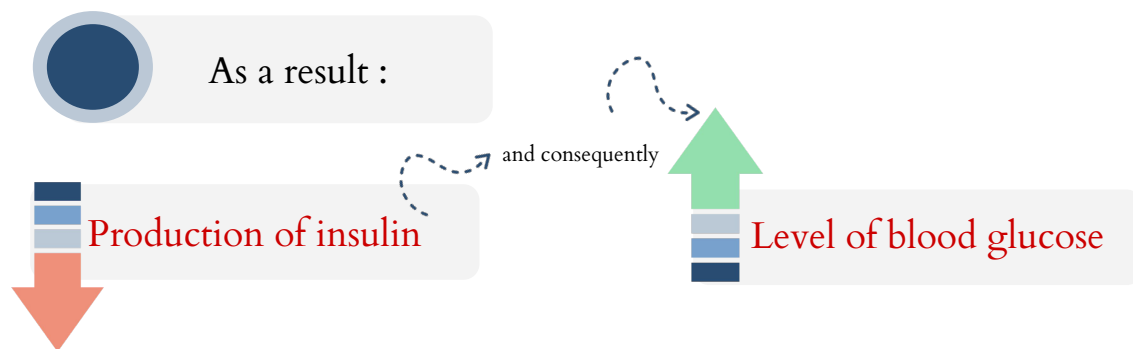 As a result :
and consequently
Production of insulin
Level of blood glucose